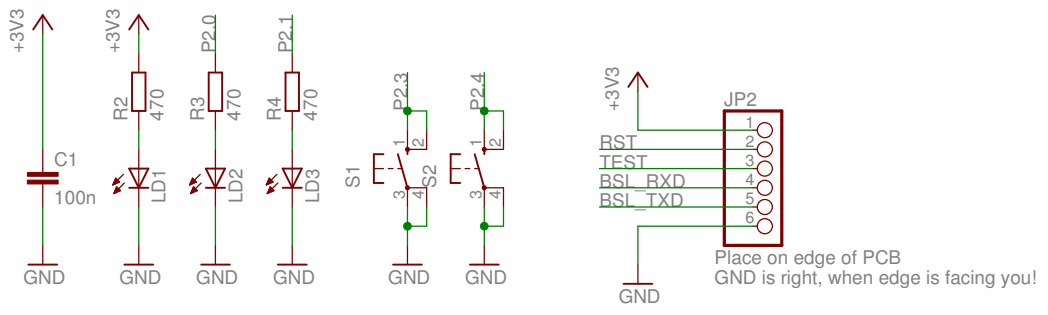 +3V3
C1
100n
GND
+3V3
R2
470
LD1
GND
P2.0
R3
470
LD2
GND
P2.1
R4
470
LD3
GND
P2.3
1
2
S1
3
4
GND
P2.4
1
2
S2
3
4
GND
+3V3
JP2
1
RST
2
TEST
3
BSL_RXD
4
BSL_TXD
5
6
GND
Place on edge of PCB
GND is right, when edge is facing you!